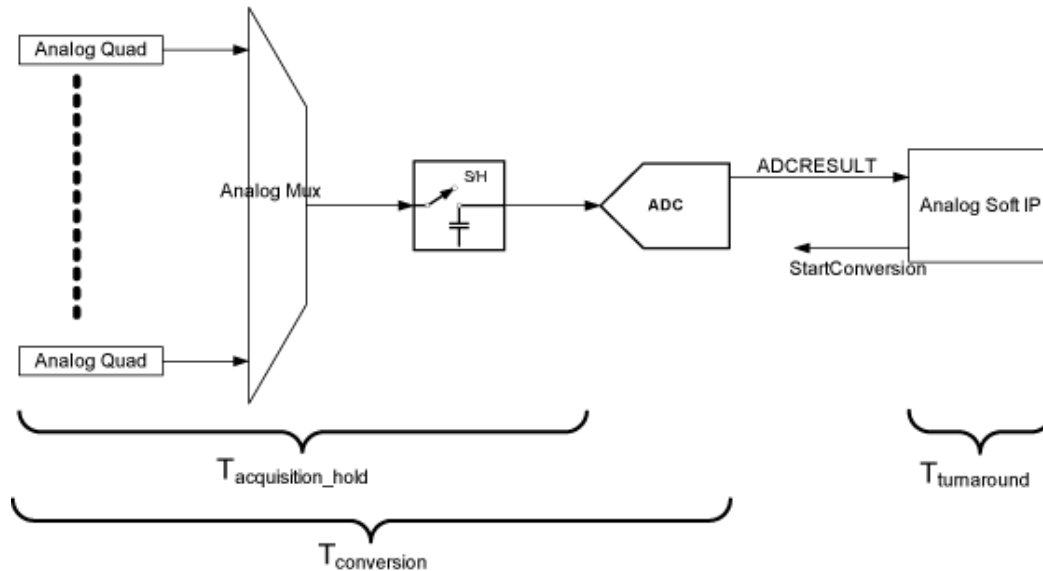 Analog Quad
Analog Mux
S/H
ADC
ADCRESULT
Analog Soft IP
StartConversion
Analog Quad
Tacquisition_hold
Tturnaround
Tconversion